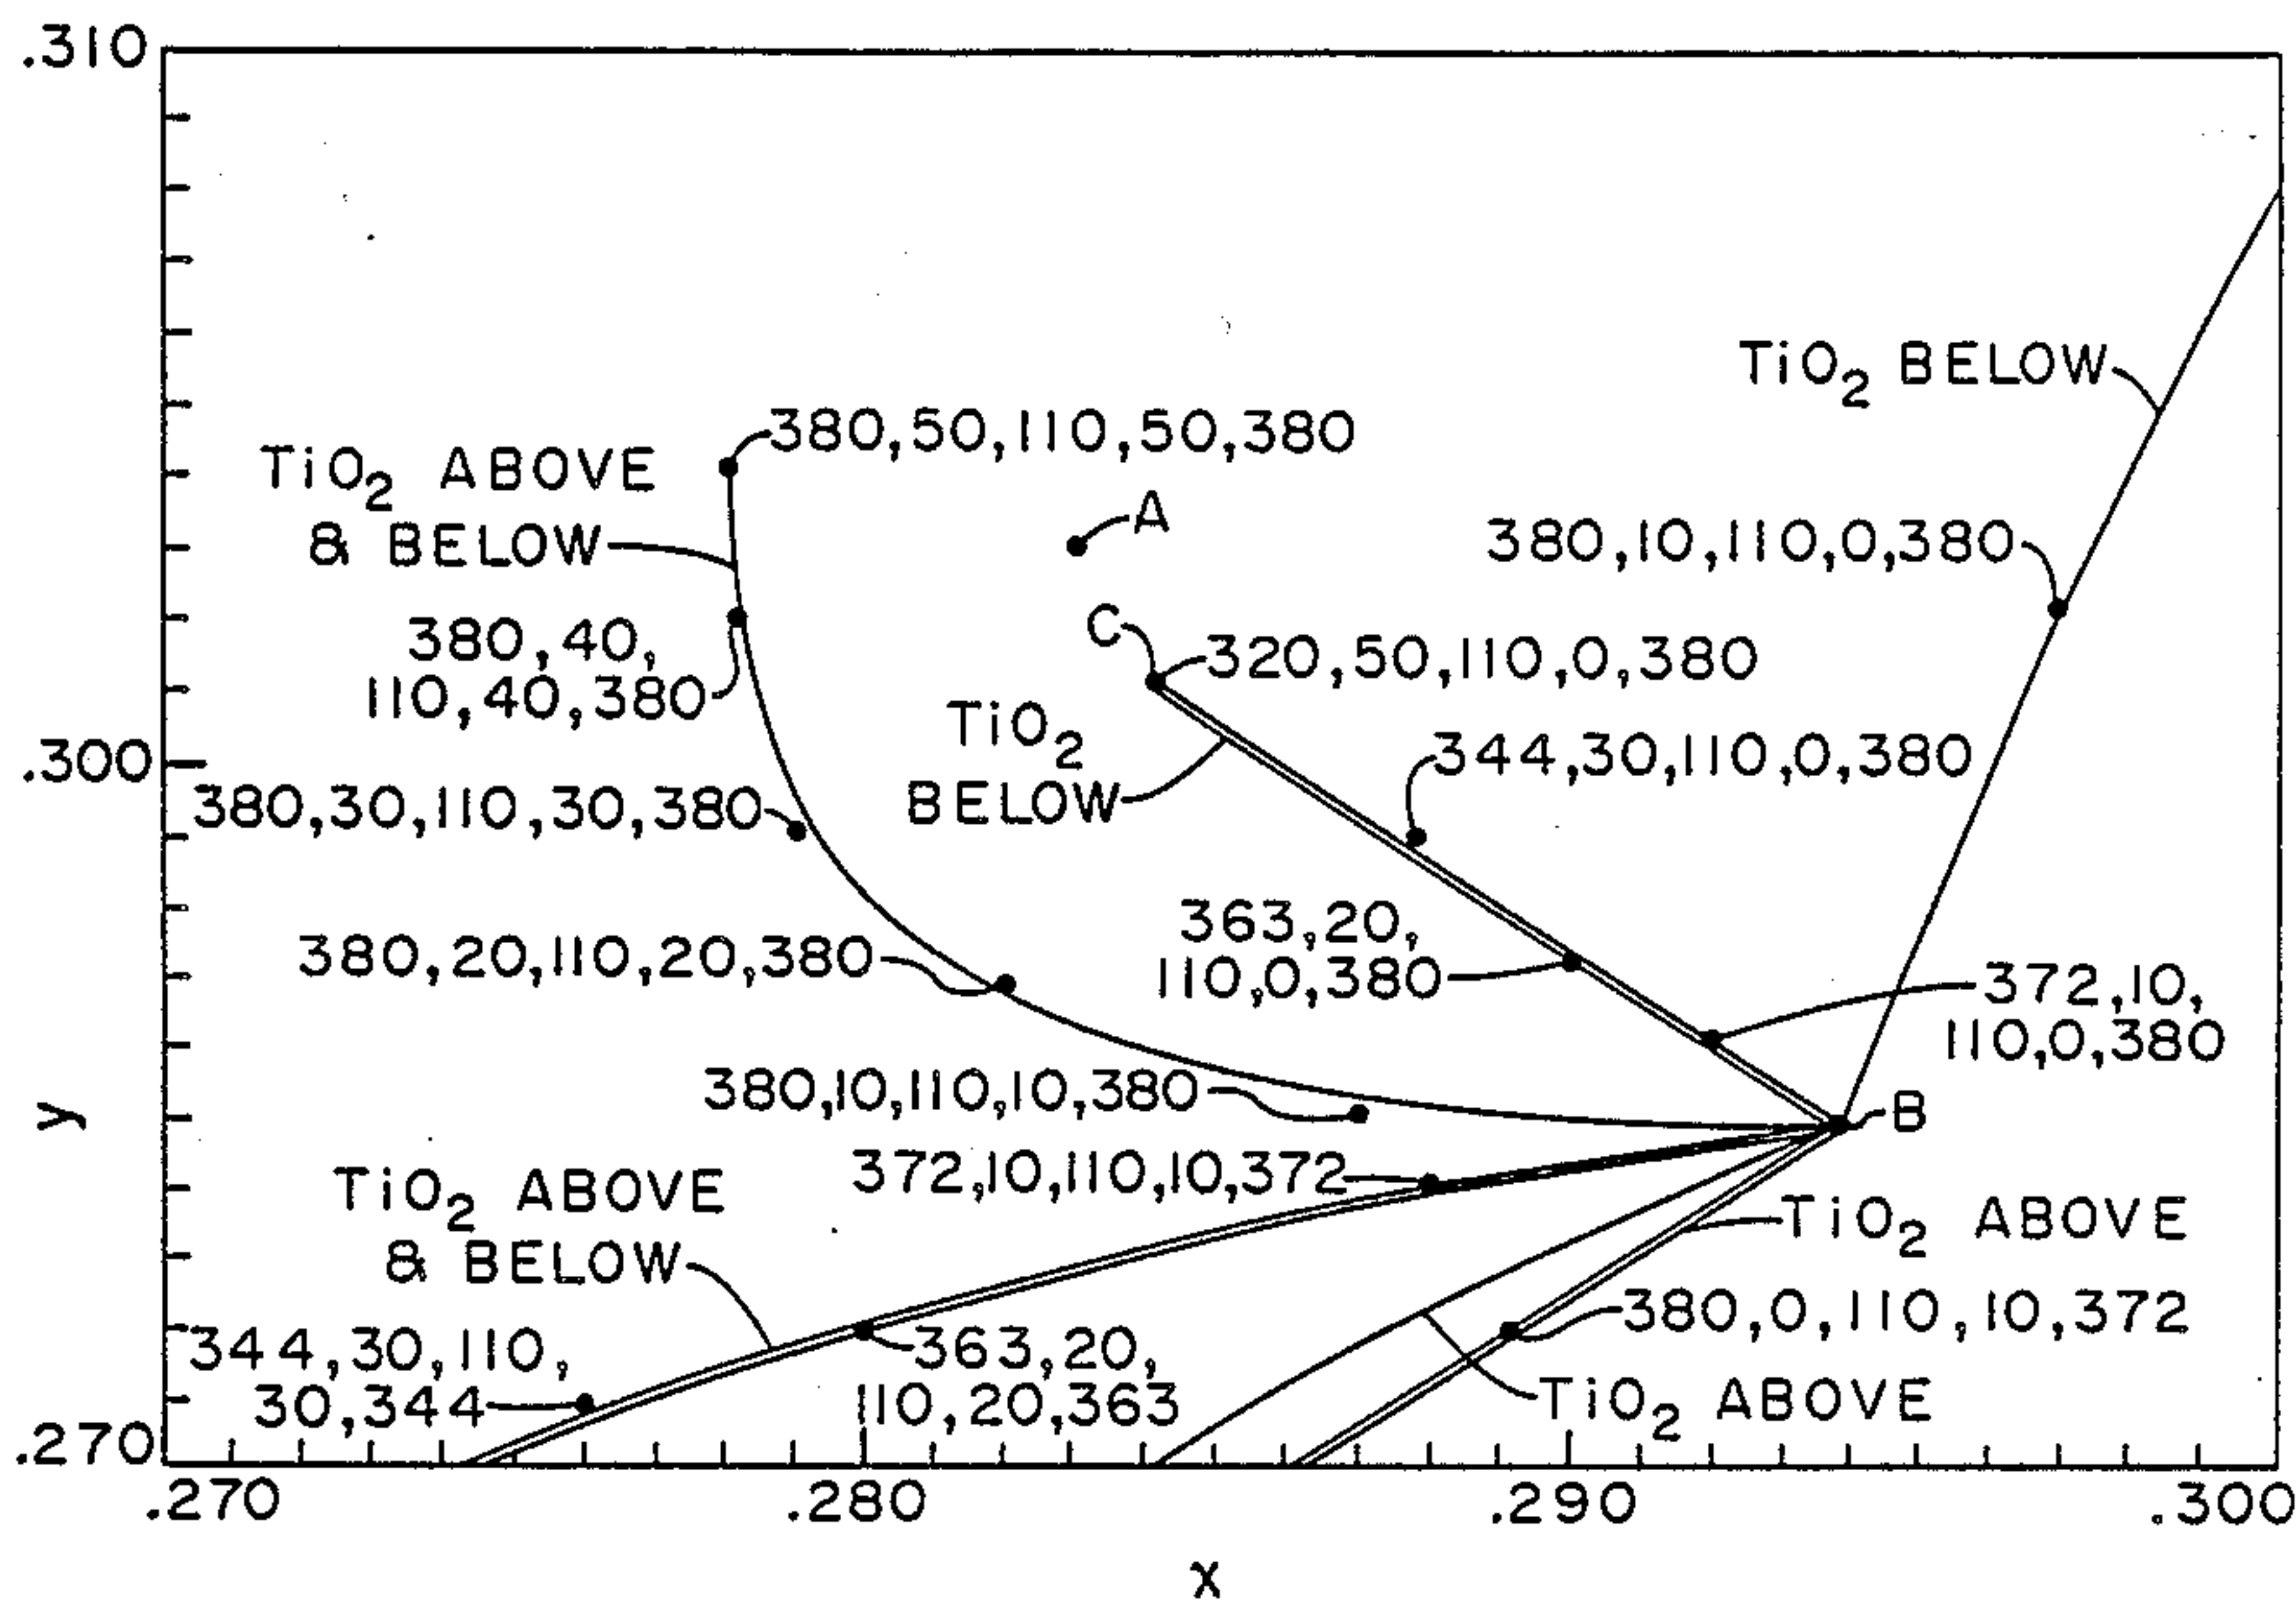 .310
TiO2 BELOW
380,50,110,50,380
TiO2 ABOVE
& BELOW
A
380,10,110,0,380
C
380,40,
110,40,380
320,50,110,0,380
TiO2
BELOW
344,30,110,0,380
.300
380,30,110,30,380
363,20,
110,0,380
380,20,110,20,380
372,10,
110,0,380
380,10,110,10,380
B
y
372,10,110,10,372
TiO2 ABOVE
& BELOW
TiO2 ABOVE
380,0,110,10,372
344,30,110,
30,344
363,20,
110,20,363
TiO2 ABOVE
.270
.270
.280
.290
.300
x